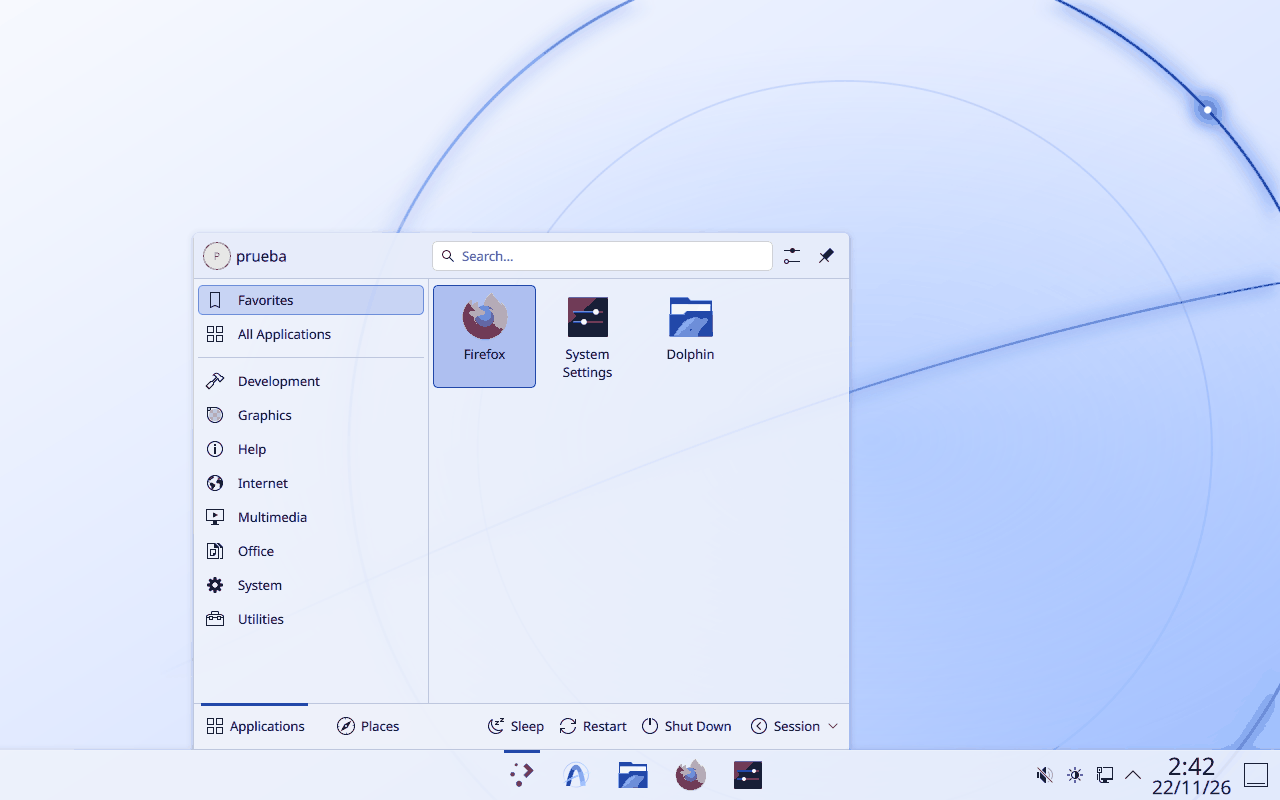 P
prueba
Search...
Favorites
All Applications
Development
Graphics
Help
Internet
Multimedia
Office
System
Utilities
Firefox
System
Settings
Dolphin
Applications
Places
Sleep
Restart
Shut Down
Session
2:42
22/11/26